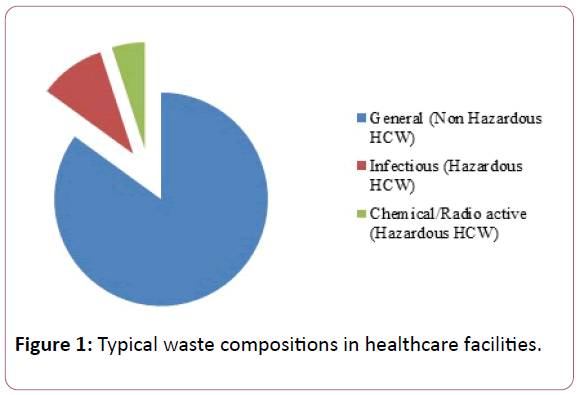 General (Non Hazardous
HCW)
Infectious (Hazardous
HCW)
Chemical/Radio active
(Hazardous HCW)
Figure 1: Typical waste compositions in healthcare facilities.